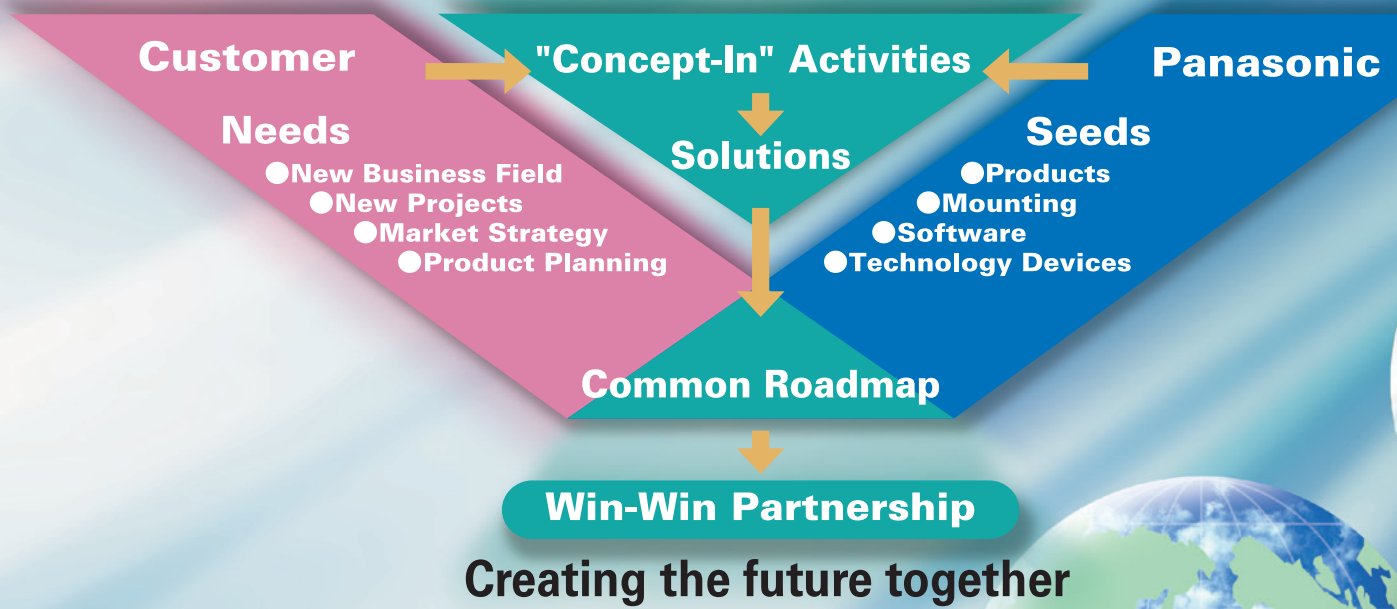 Customer
"Concept-In" Activities
Panasonic
Needs
●New Business Field
●New Projects
●Market Strategy
●Product Planning
Solutions
Seeds
●Products
●Mounting
●Software
●Technology Devices
Common Roadmap
Win-Win Partnership
Creating the future together